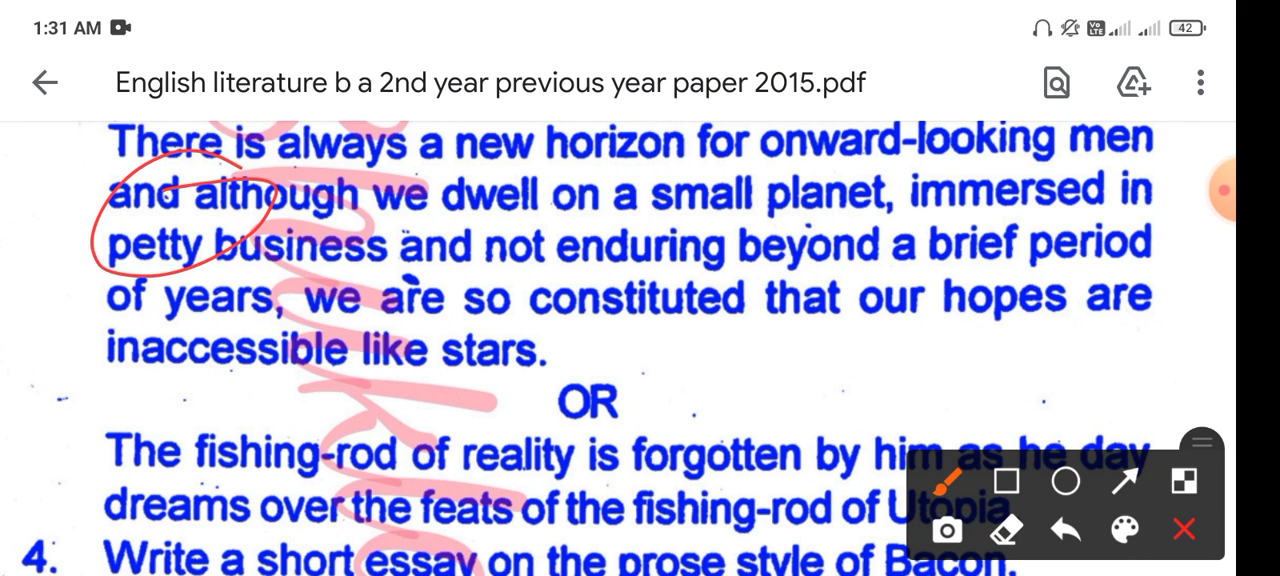 1:31 AM
Vo LTE
42
English literature b a 2nd year previous year paper 2015.pdf
There is always a new horizon for onward-looking men
and although we dwell on a small planet, immersed in
petty business and not enduring beyond a brief period
of years, we are so constituted that our hopes are
inaccessible like stars.
OR
The fishing-rod of reality is forgotten by him as he day
dreams over the feats of the fishing-rod of Utopia
4. Write a short essay on the prose style of Bacon.